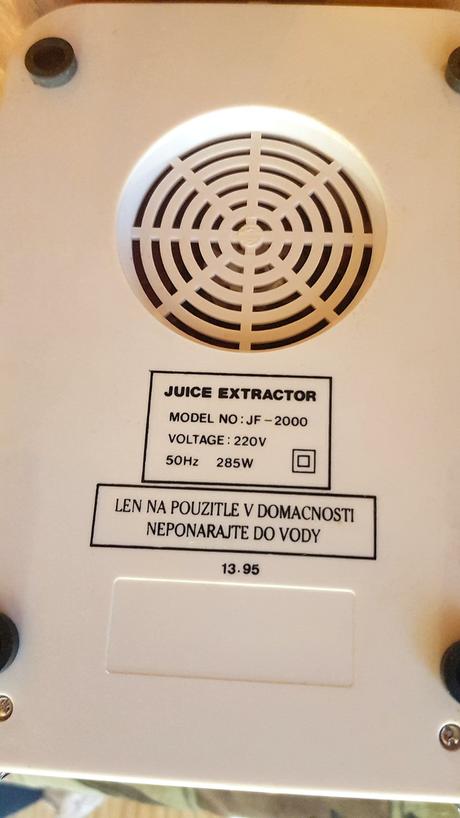 JUICE EXTRACTOR
MODEL NO: JF-2000
VOLTAGE: 220V
50Hz 285W
LEN NA POUZITLE V DOMACNOSTI
NEPONARAJTE DO VODY
13.95